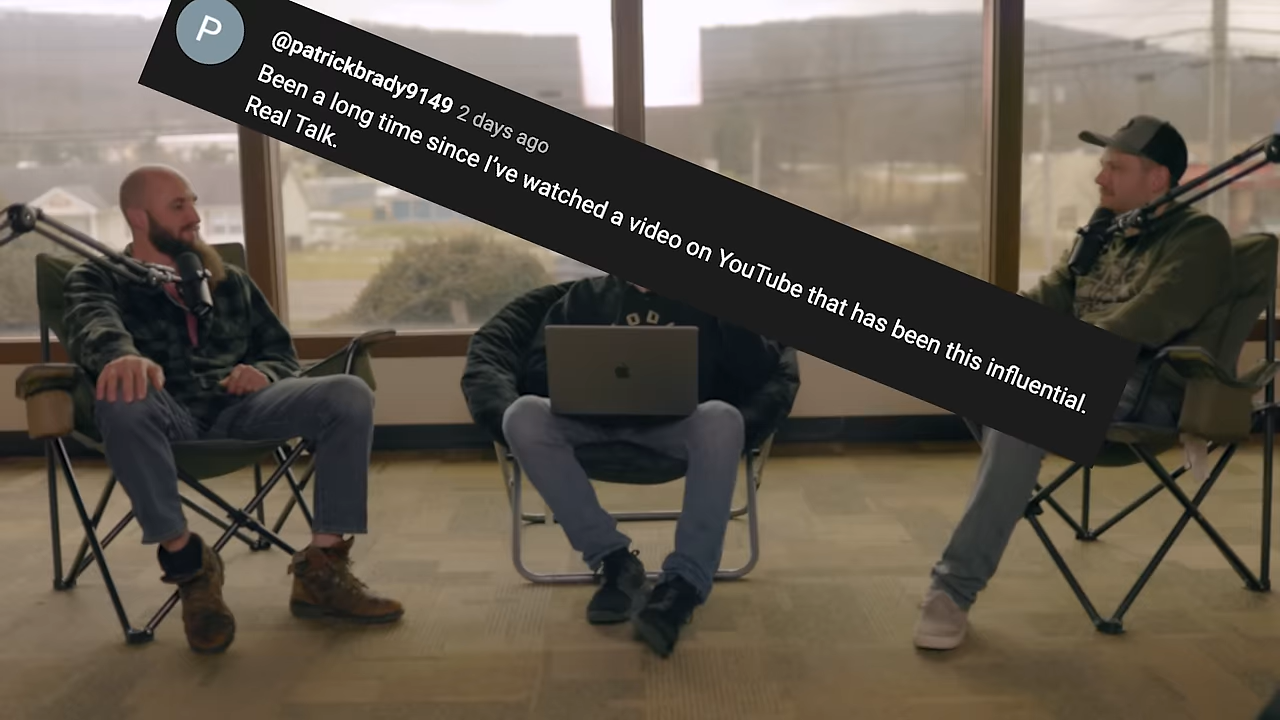 P
@patrickbrady9149 2 days ago
Been a long time since I've watched a video on YouTube that has been this influential.
Real Talk.